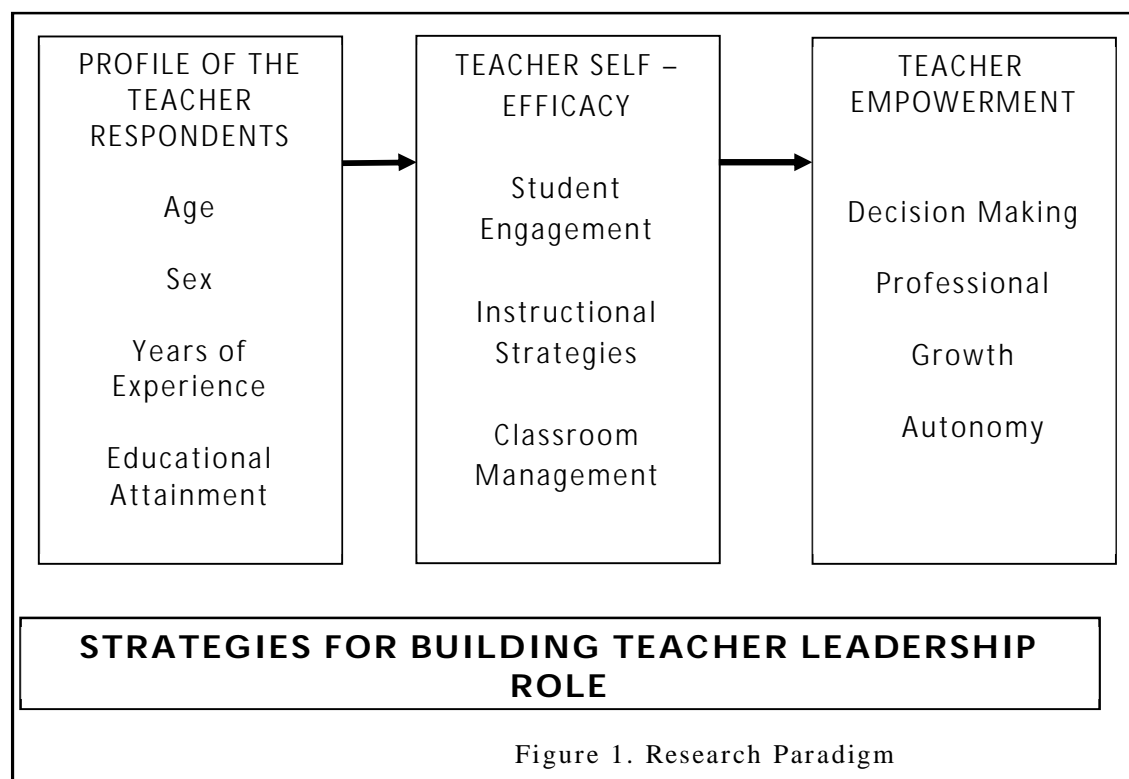 PROFILE OF THE
TEACHER
RESPONDENTS
Age
Sex
Years of
Experience
Educational
Attainment
TEACHER SELF –
EFFICACY
Student
Engagement
Instructional
Strategies
Classroom
Management
TEACHER
EMPOWERMENT
Decision Making
Professional
Growth
Autonomy
STRATEGIES FOR BUILDING TEACHER LEADERSHIP
ROLE
Figure 1. Research Paradigm